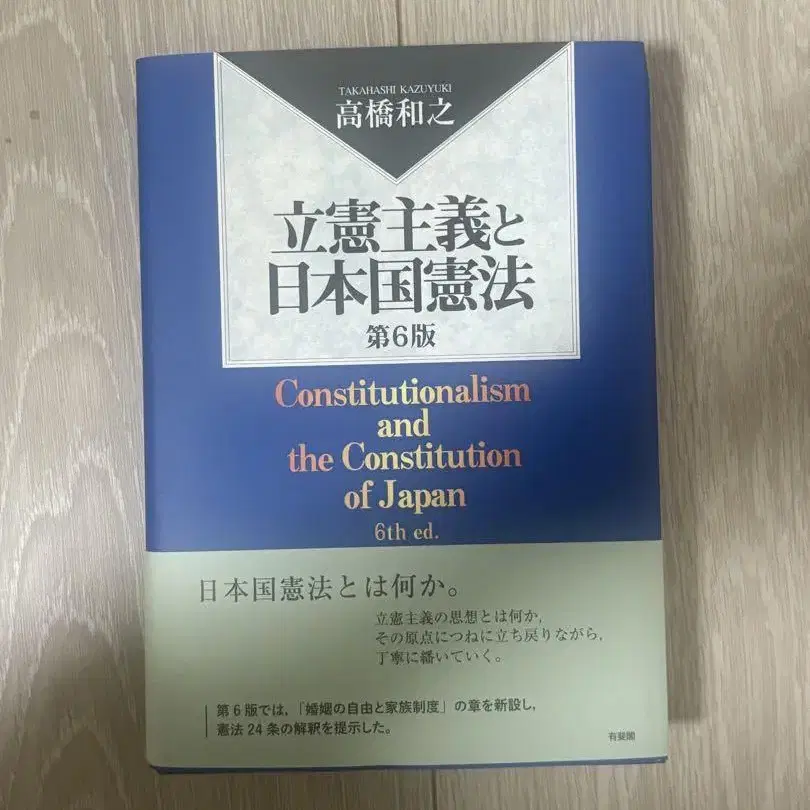 TAKAHASHI KAZUYUKI
高橋和之
立憲主義と
日本国憲法
第6版
Constitutionalism
and
the Constitution
of Japan
6th ed.
日本国憲法とは何か。
立憲主義の思想とは何か，
その原点につねに立ち戻りながら，
丁寧に繙いていく。
第6版では，「婚姻の自由と家族制度」の章を新設し，
憲法24条の解釈を提示した。
有斐閣